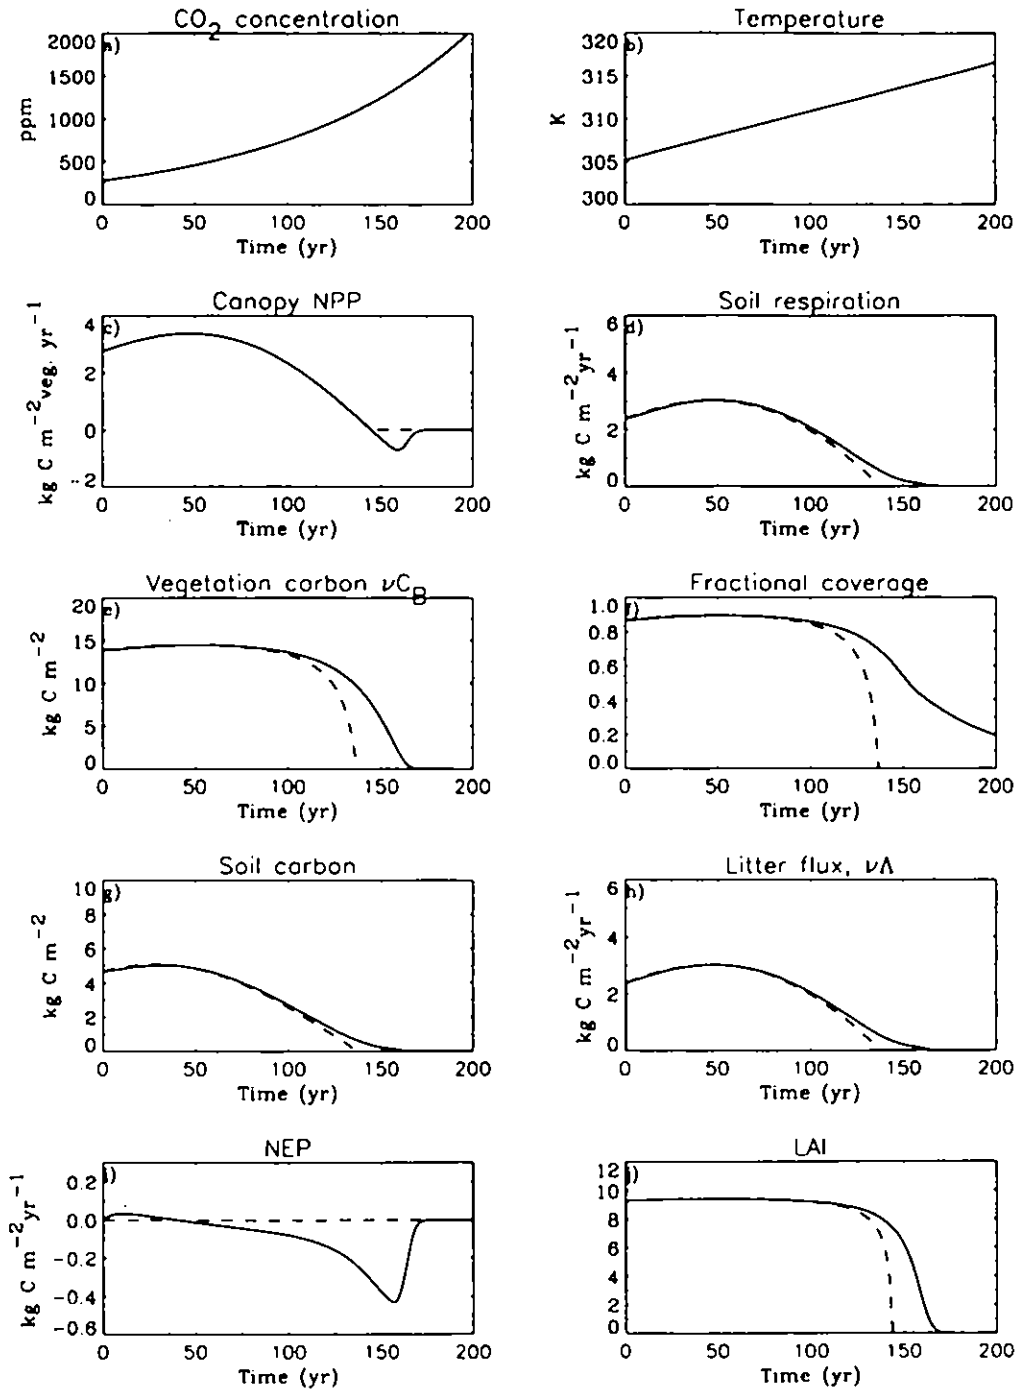 CO2 concentration
a)
ppm
2000
1500
1000
500
0
0 50 100 150 200
Time (yr)
Temperature
b)
K
320
315
310
305
300
0 50 100 150 200
Time (yr)
Canopy NPP
c)
kg C m−2 veg. yr−1
4
2
0
-2
0 50 100 150 200
Time (yr)
Soil respiration
d)
kg C m−2yr−1
6
4
2
0
0 50 100 150 200
Time (yr)
Vegetation carbon νCB
e)
kg C m−2
20
15
10
5
0
0 50 100 150 200
Time (yr)
Fractional coverage
f)
1.0
0.8
0.6
0.4
0.2
0.0
0 50 100 150 200
Time (yr)
Soil carbon
g)
kg C m−2
10
8
6
4
2
0
0 50 100 150 200
Time (yr)
Litter flux, νΛ
h)
kg C m−2yr−1
6
4
2
0
0 50 100 150 200
Time (yr)
NEP
i)
kg C m−2yr−1
0.2
0.0
-0.2
-0.4
-0.6
0 50 100 150 200
Time (yr)
LAI
j)
12
10
8
6
4
2
0
0 50 100 150 200
Time (yr)